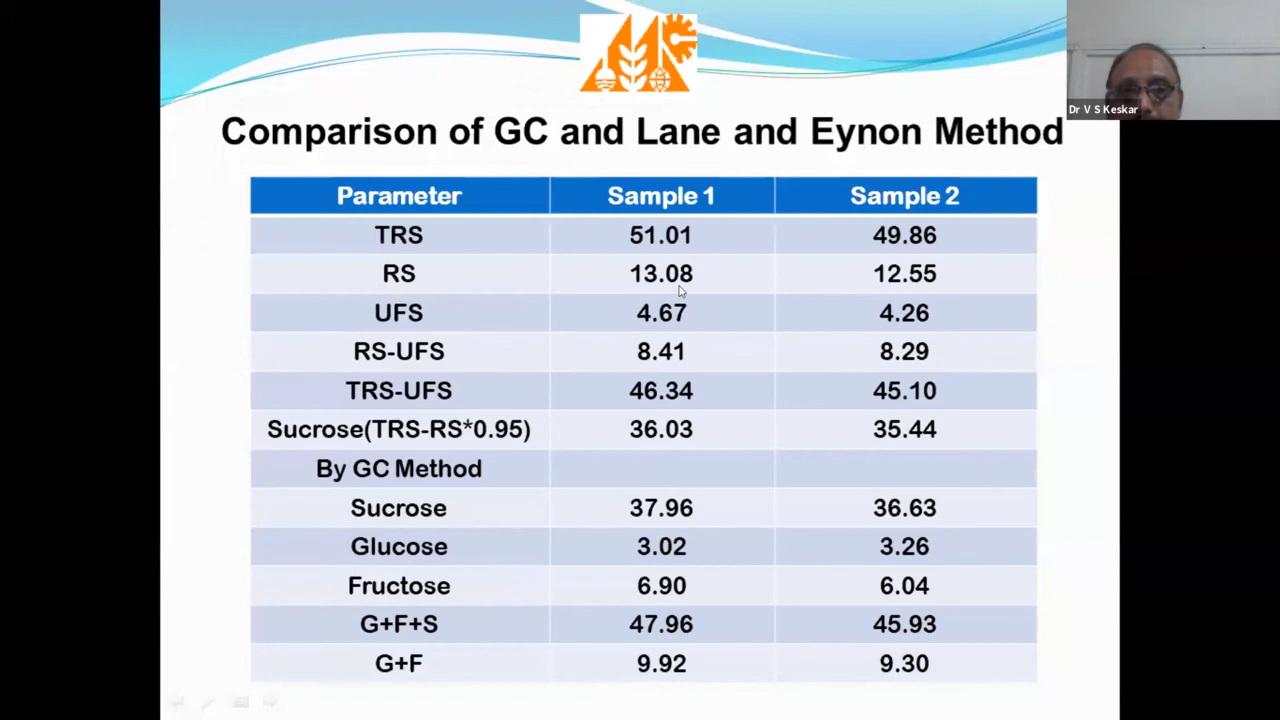 Dr V S Keskar
Comparison of GC and Lane and Eynon Method
Parameter Sample 1 Sample 2
TRS 51.01 49.86
RS 13.08 12.55
UFS 4.67 4.26
RS-UFS 8.41 8.29
TRS-UFS 46.34 45.10
Sucrose(TRS-RS*0.95) 36.03 35.44
By GC Method
Sucrose 37.96 36.63
Glucose 3.02 3.26
Fructose 6.90 6.04
G+F+S 47.96 45.93
G+F 9.92 9.30